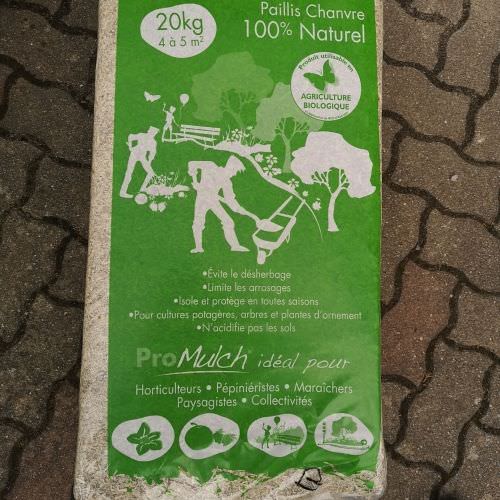 20kg
4 à 5 m²
Paillis Chanvre
100% Naturel
Produit utilisable en
AGRICULTURE
BIOLOGIQUE
•Évite le désherbage
•Limite les arrasages
•Isole et protège en toutes saisons
•Pour cultures potagères, arbres et plantes d'ornement
•N'acidifie pas les sols
ProMulch idéal pour
Horticulteurs • Pépiniéristes • Maraîchers
Paysagistes • Collectivités